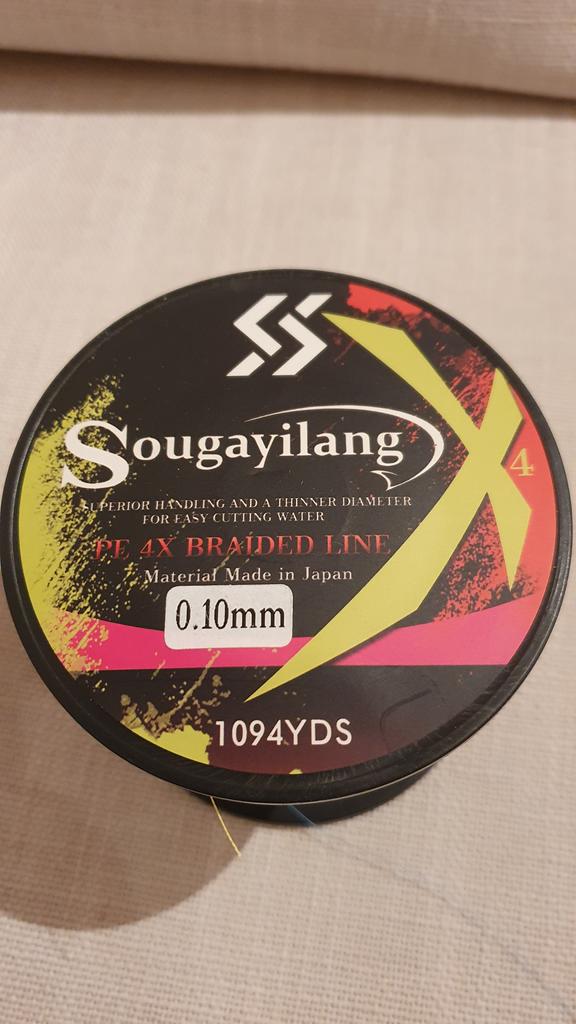 Sougayilang
4
SUPERIOR HANDLING AND A THINNER DIAMETER
FOR EASY CUTTING WATER
PE 4X BRAIDED LINE
Material Made in Japan
0.10mm
1094YDS